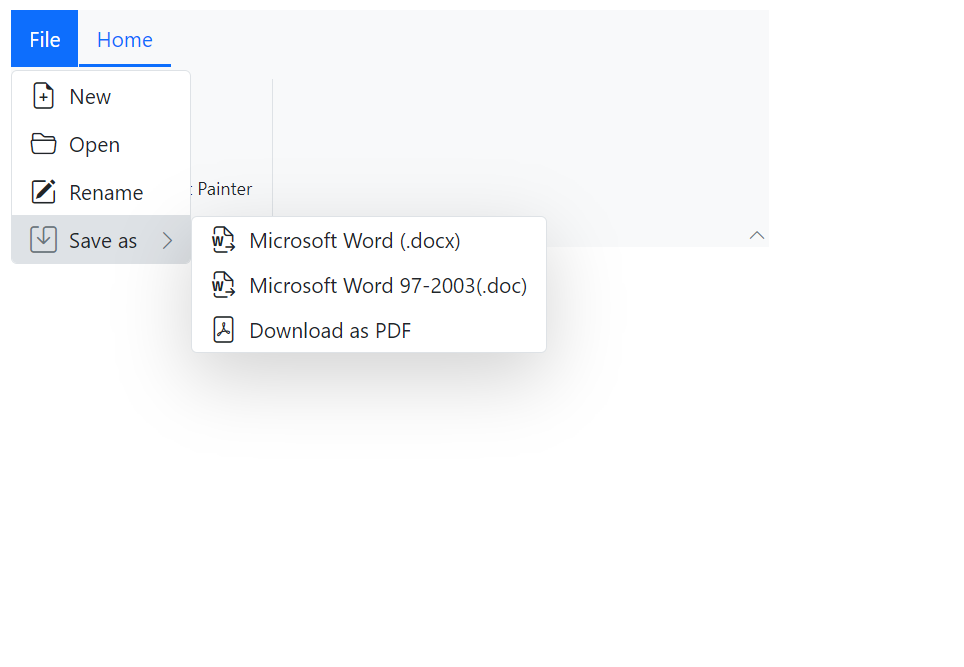 File Home
New
Open
Rename
Painter
Save as
Microsoft Word (.docx)
Microsoft Word 97-2003(.doc)
Download as PDF